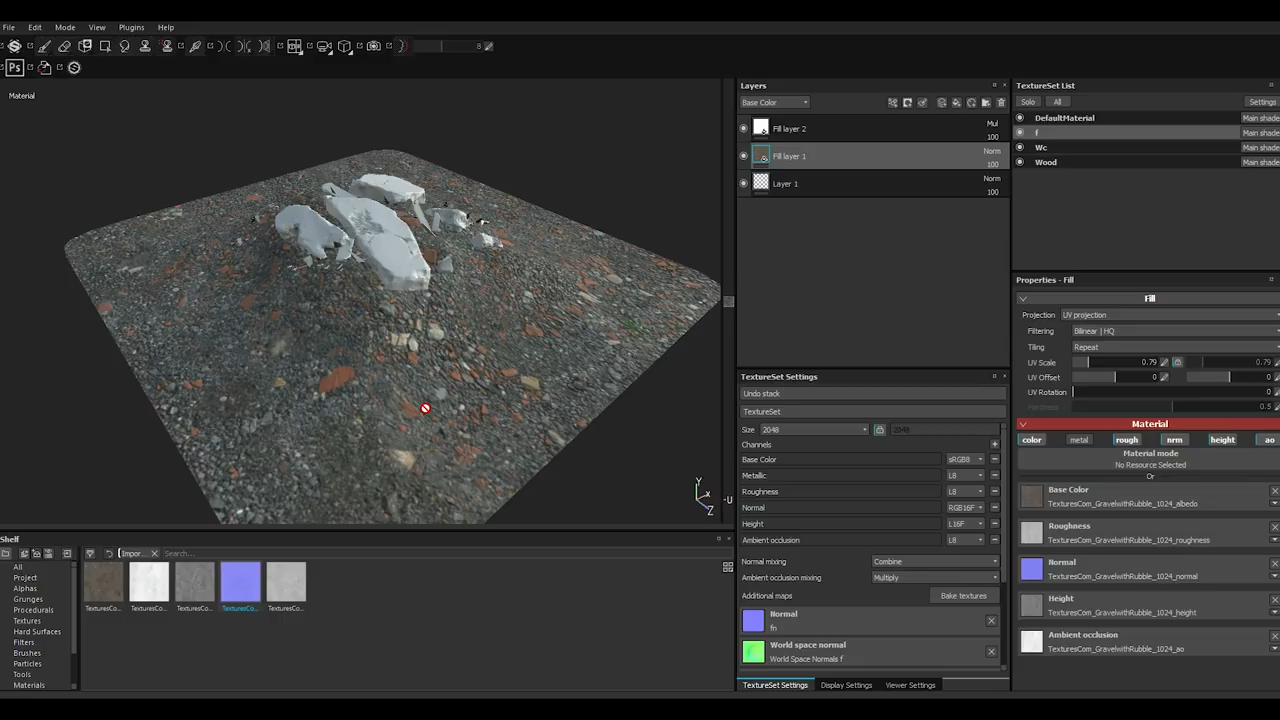 File Edit Mode View Plugins Help
8
Ps
Material
Y
X
Z
-U
Layers
Base Color
Fill layer 2 Mul
100
Fill layer 1 Norm
100
Layer 1 Norm
100
TextureSet List
Solo All Settings
DefaultMaterial Main shade
f Main shade
Wc Main shade
Wood Main shade
Properties - Fill
Fill
Projection UV projection
Filtering Bilinear | HQ
Tiling Repeat
UV Scale 0.79 0.79
UV Offset 0 0
UV Rotation 0
Hardness 0.5
Material
color metal rough nrm height ao
Material mode
No Resource Selected
Or
Base Color
TexturesCom_GravelwithRubble_1024_albedo
Roughness
TexturesCom_GravelwithRubble_1024_roughness
Normal
TexturesCom_GravelwithRubble_1024_normal
Height
TexturesCom_GravelwithRubble_1024_height
Ambient occlusion
TexturesCom_GravelwithRubble_1024_ao
TextureSet Settings
Undo stack
TextureSet
Size 2048 2048
Channels
Base Color sRGB8
Metallic L8
Roughness L8
Normal RGB16F
Height L16F
Ambient occlusion L8
Normal mixing Combine
Ambient occlusion mixing Multiply
Additional maps Bake textures
Normal
fn
World space normal
World Space Normals f
TextureSet Settings Display Settings Viewer Settings
Shelf
Impor... Search...
All
Project
Alphas
Grunges
Procedurals
Textures
Hard Surfaces
Filters
Brushes
Particles
Tools
Materials
TexturesCo... TexturesCo... TexturesCo... TexturesCo... TexturesCo...